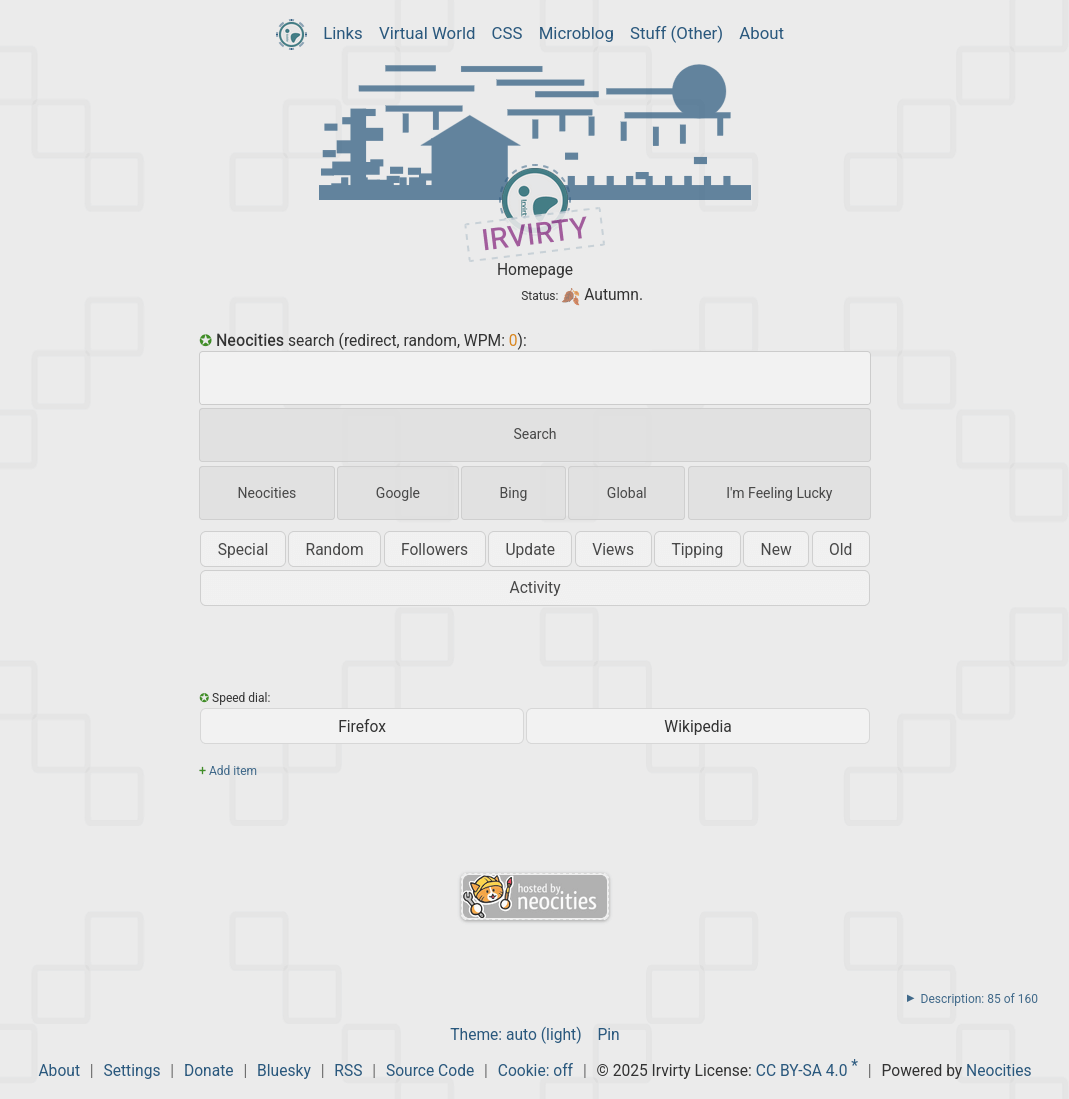 Links Virtual World CSS Microblog Stuff (Other) About
IRVIRTY
Homepage
Status: 🍂 Autumn.
✪ Neocities search (redirect, random, WPM: 0):
Search
Neocities Google Bing Global I'm Feeling Lucky
Special Random Followers Update Views Tipping New Old
Activity
✪ Speed dial:
Firefox Wikipedia
+ Add item
hosted by
neocities
▶ Description: 85 of 160
Theme: auto (light) Pin
About | Settings | Donate | Bluesky | RSS | Source Code | Cookie: off | © 2025 Irvirty License: CC BY-SA 4.0 * | Powered by Neocities